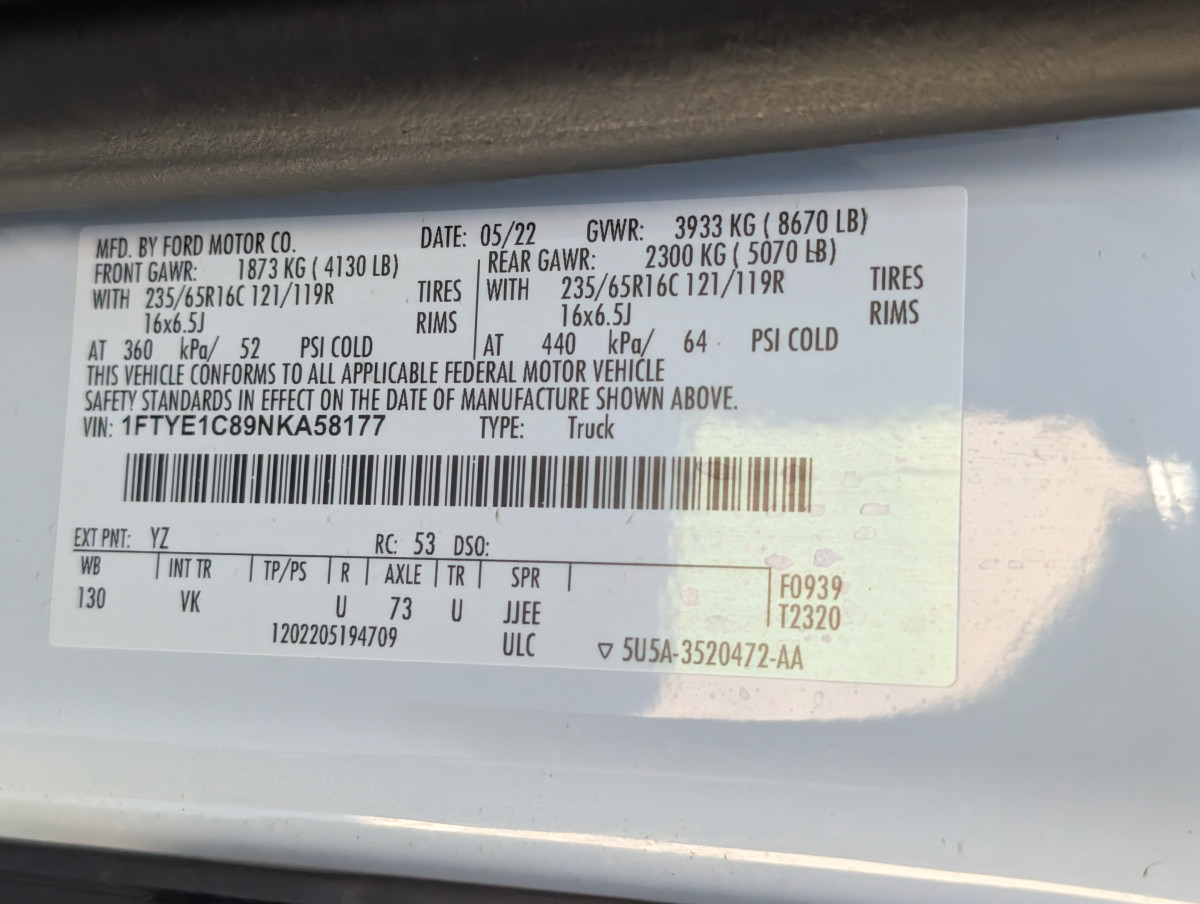 MFD. BY FORD MOTOR CO. DATE: 05/22 GVWR: 3933 KG ( 8670 LB)
FRONT GAWR: 1873 KG ( 4130 LB) REAR GAWR: 2300 KG ( 5070 LB)
WITH 235/65R16C 121/119R TIRES WITH 235/65R16C 121/119R TIRES
16x6.5J RIMS 16x6.5J RIMS
AT 360 kPa/ 52 PSI COLD AT 440 kPa/ 64 PSI COLD
THIS VEHICLE CONFORMS TO ALL APPLICABLE FEDERAL MOTOR VEHICLE
SAFETY STANDARDS IN EFFECT ON THE DATE OF MANUFACTURE SHOWN ABOVE.
VIN: 1FTYE1C89NKA58177 TYPE: Truck
EXT PNT: YZ RC: 53 DSO:
WB INT TR TP/PS R AXLE TR SPR F0939
130 VK U 73 U JJEE T2320
1202205194709 ULC ▽ 5U5A-3520472-AA